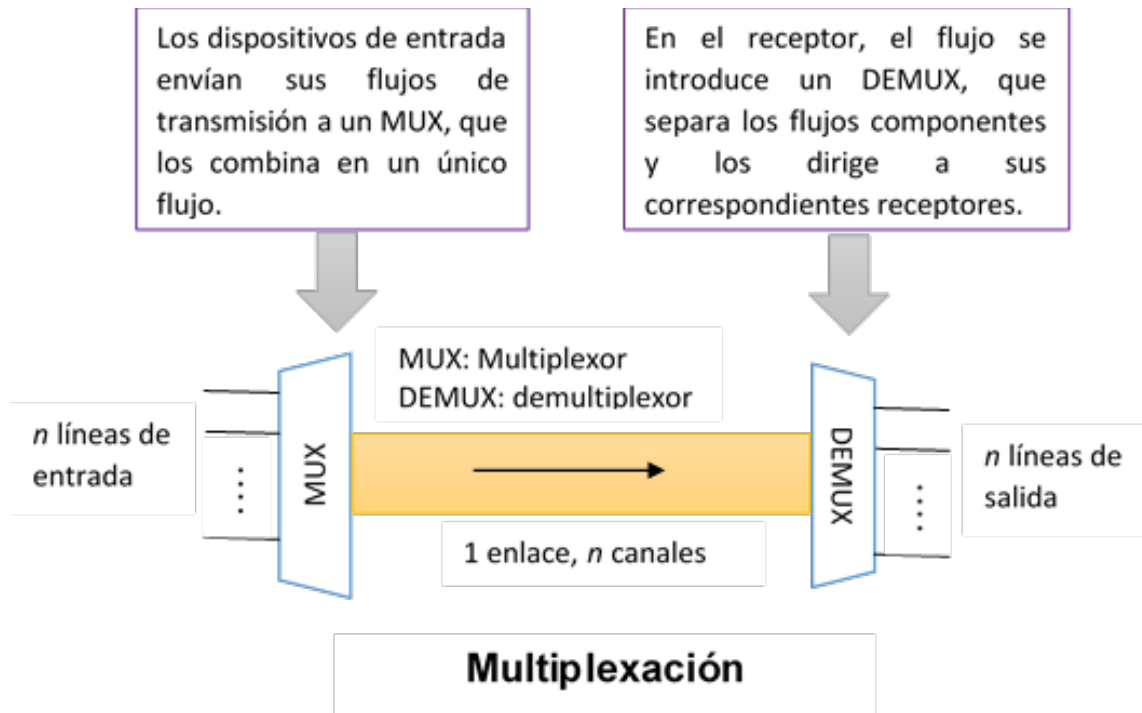 Los dispositivos de entrada
envían sus flujos de
transmisión a un MUX, que
los combina en un único
flujo.
En el receptor, el flujo se
introduce un DEMUX, que
separa los flujos componentes
y los dirige a sus
correspondientes receptores.
MUX: Multiplexor
DEMUX: demultiplexor
n líneas de
entrada
MUX
DEMUX
n líneas de
salida
1 enlace, n canales
Multiplexación